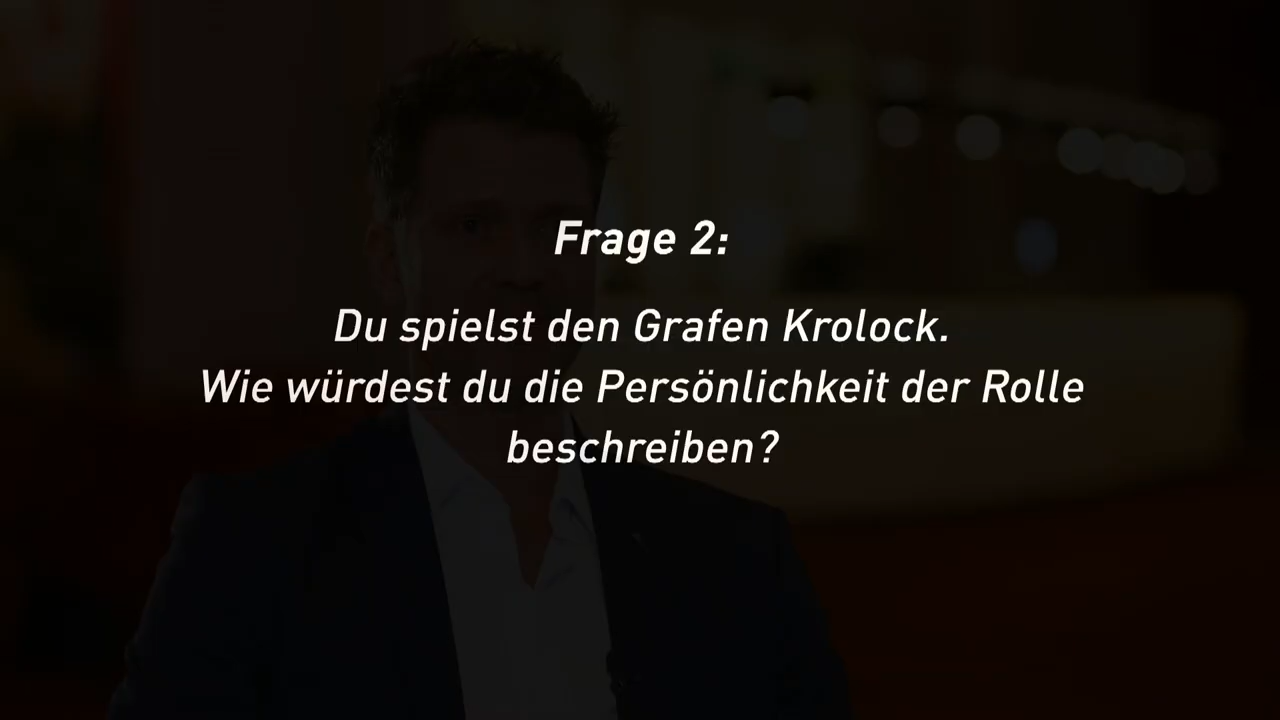 Frage 2:
Du spielst den Grafen Krolock.
Wie würdest du die Persönlichkeit der Rolle
beschreiben?